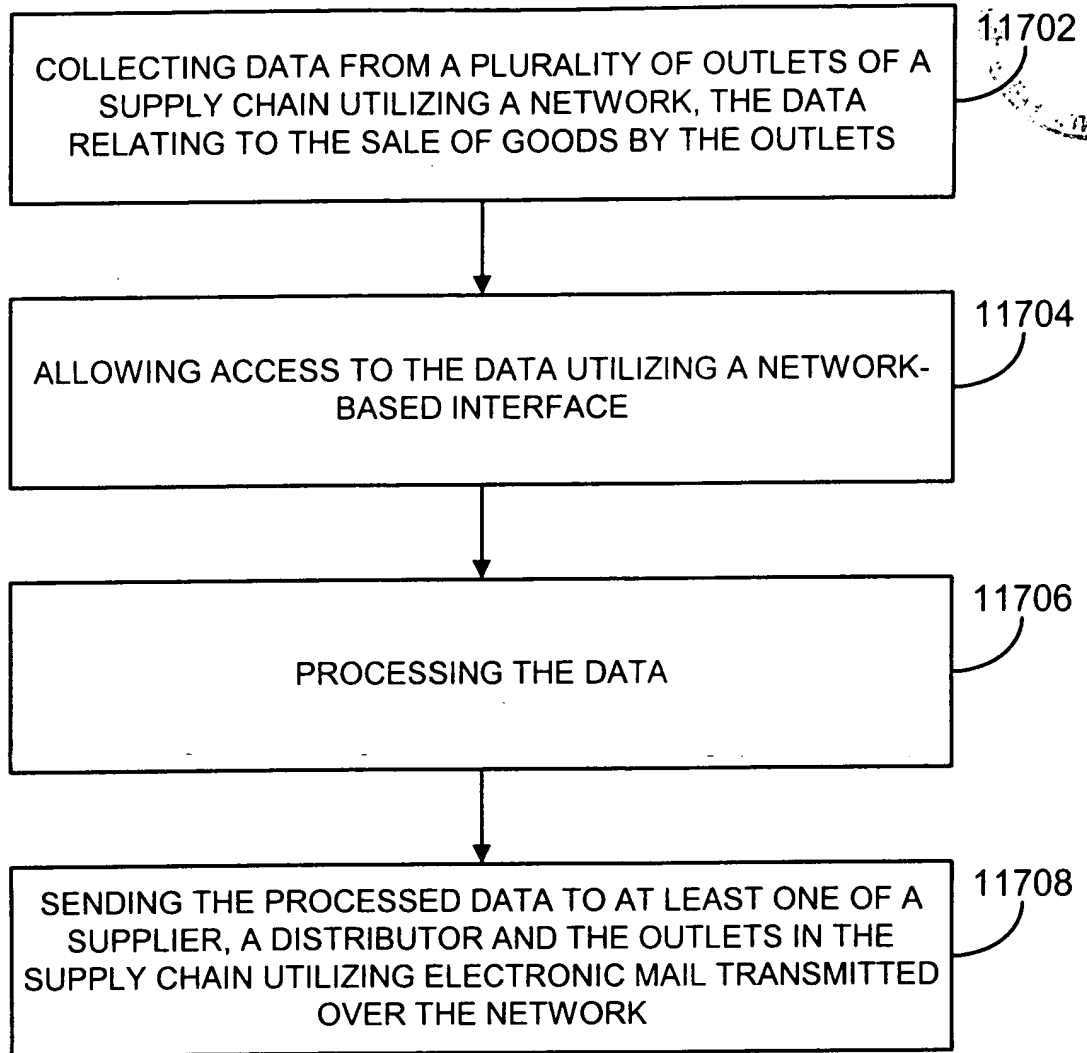 COLLECTING DATA FROM A PLURALITY OF OUTLETS OF A
SUPPLY CHAIN UTILIZING A NETWORK, THE DATA
RELATING TO THE SALE OF GOODS BY THE OUTLETS
11702
ALLOWING ACCESS TO THE DATA UTILIZING A NETWORK-
BASED INTERFACE
11704
PROCESSING THE DATA
11706
SENDING THE PROCESSED DATA TO AT LEAST ONE OF A
SUPPLIER, A DISTRIBUTOR AND THE OUTLETS IN THE
SUPPLY CHAIN UTILIZING ELECTRONIC MAIL TRANSMITTED
OVER THE NETWORK
11708